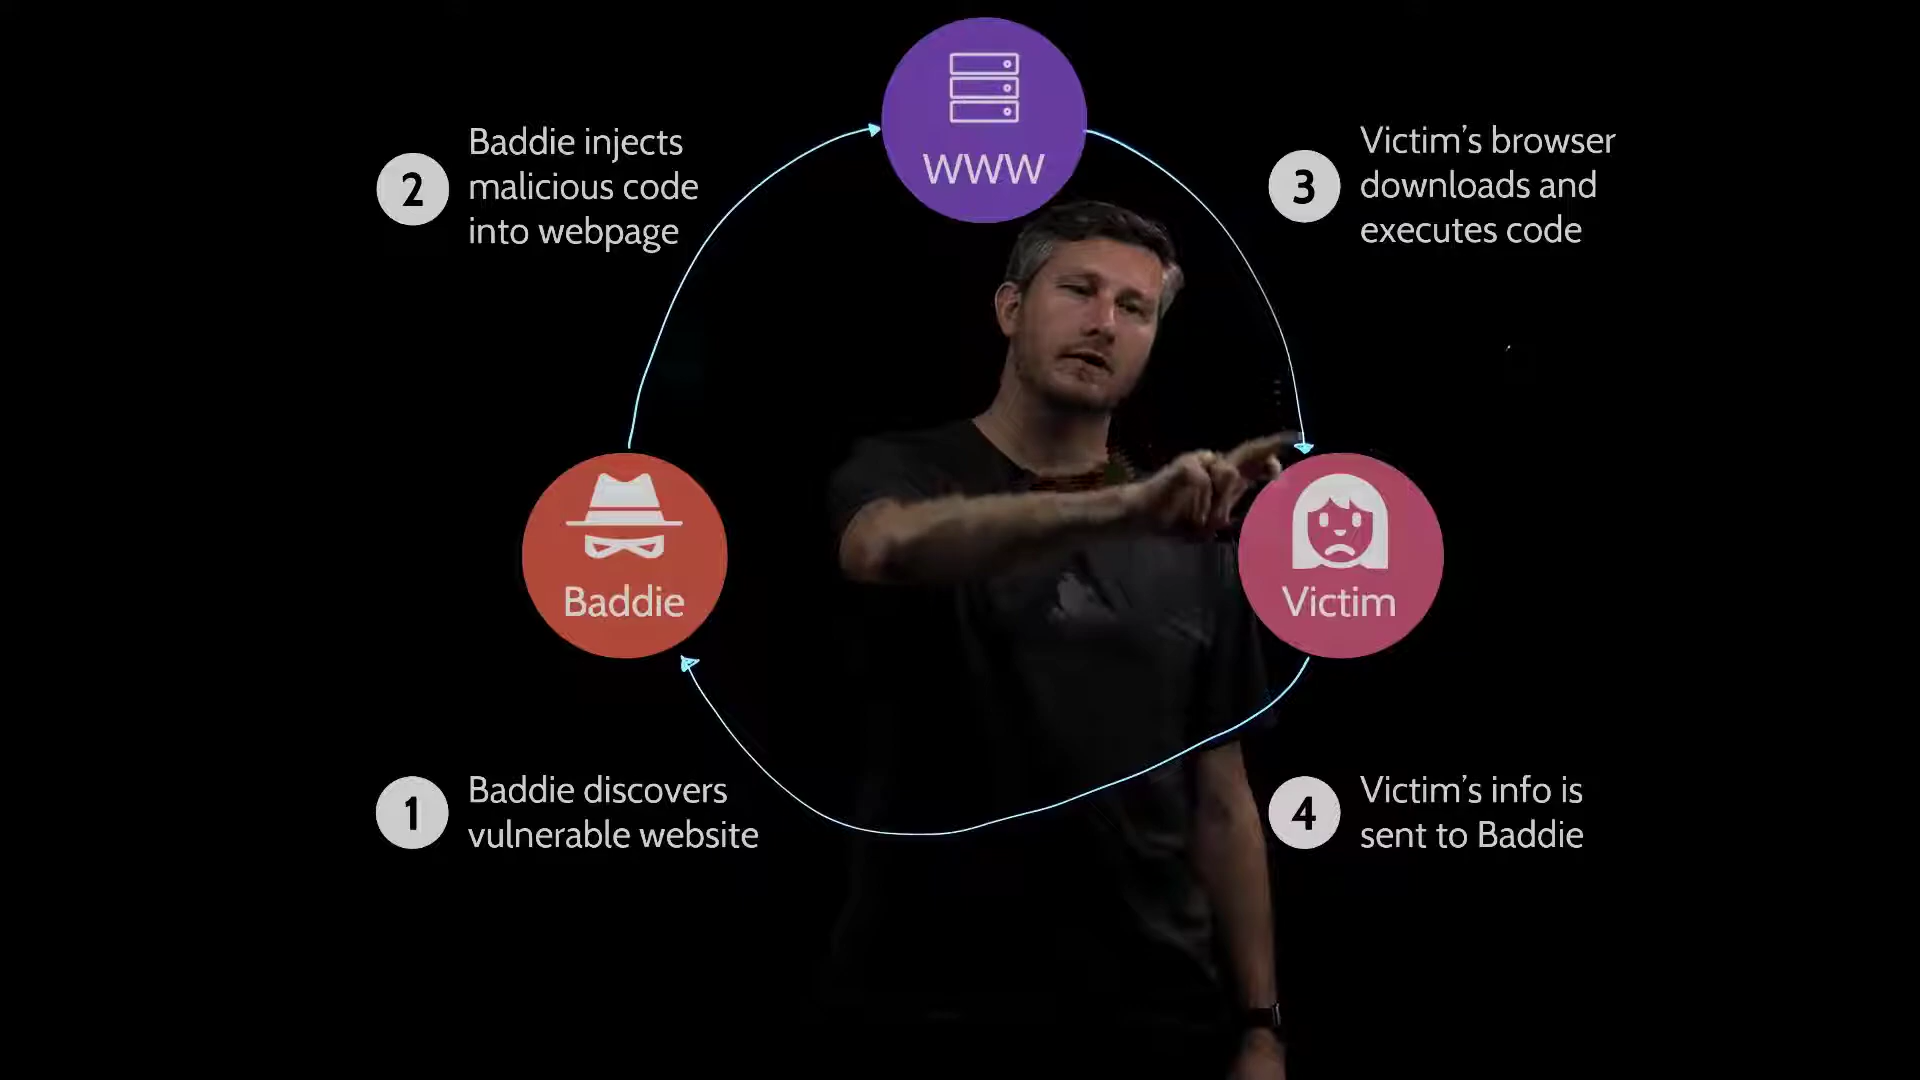 WWW
2
Baddie injects
malicious code
into webpage
3
Victim's browser
downloads and
executes code
Baddie
Victim
1
Baddie discovers
vulnerable website
4
Victim's info is
sent to Baddie